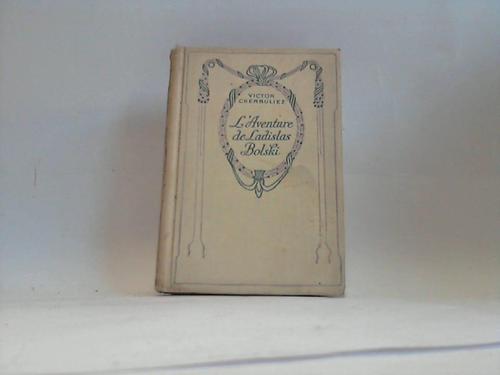 VICTOR
CHERBULIEZ
L'Aventure
de Ladislas
Bolski